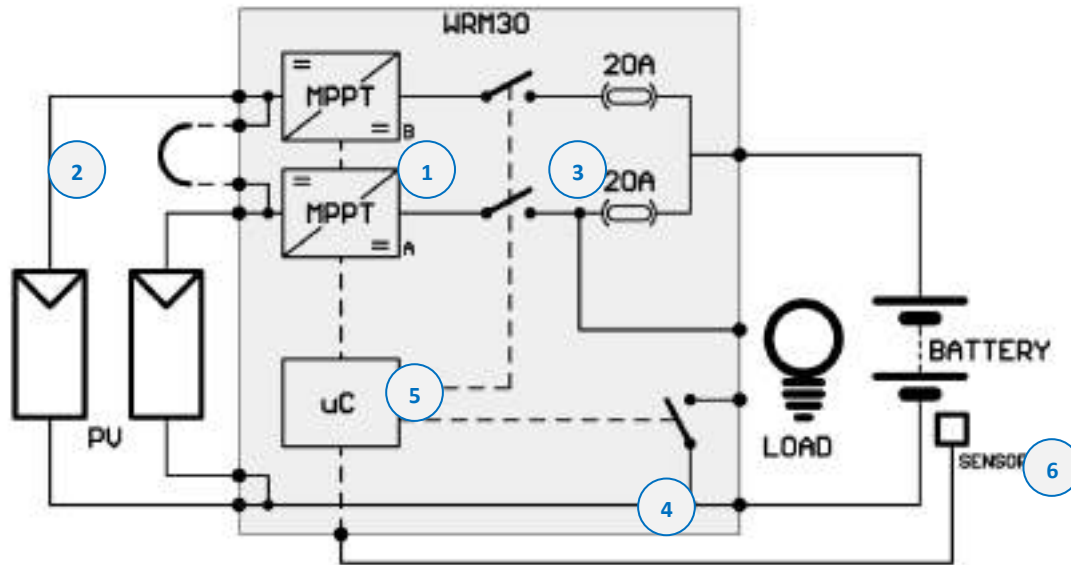 WRM30
MPPT
B
20A
2
1
3
MPPT
A
20A
uC
5
BATTERY
PV
LOAD
SENSOR
6
4